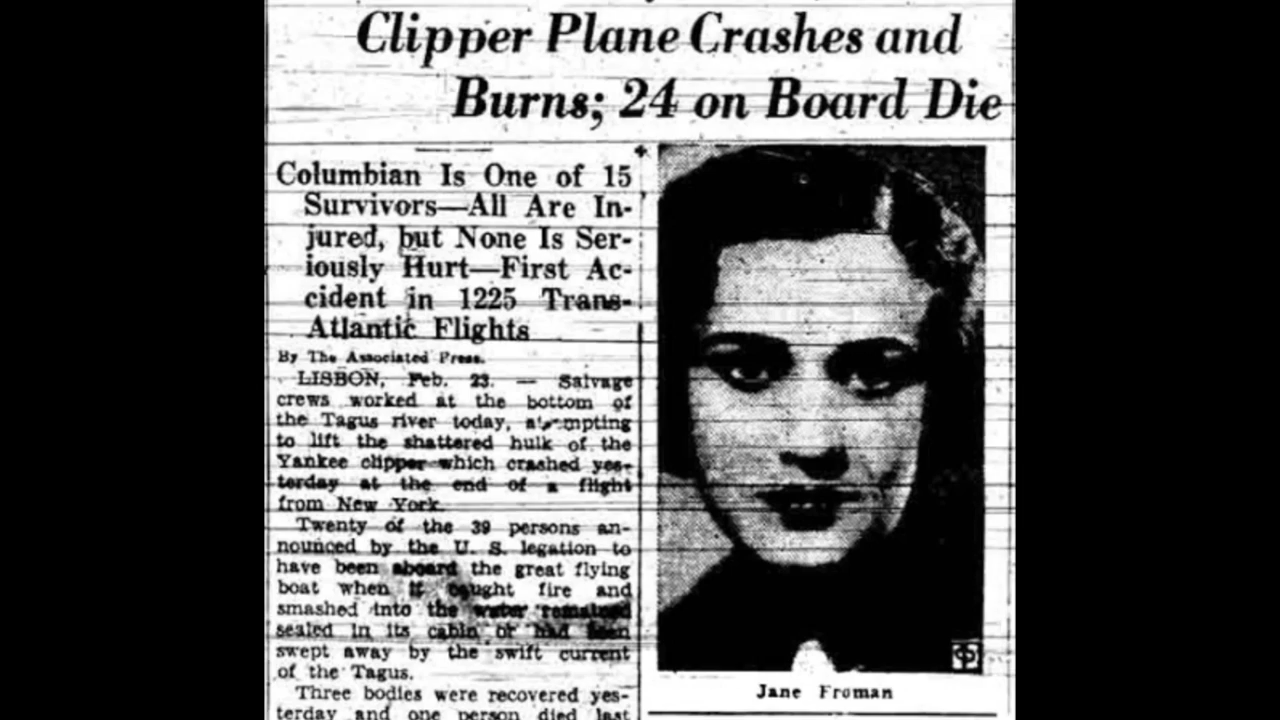 Clipper Plane Crashes and
Burns; 24 on Board Die
Columbian Is One of 15
Survivors—All Are In-
jured, but None Is Ser-
iously Hurt—First Ac-
cident in 1225 Trans-
Atlantic Flights
By The Associated Press.
LISBON, Feb. 23. — Salvage
crews worked at the bottom of
the Tagus river today, attempting
to lift the shattered hulk of the
Yankee clipper which crashed yes-
terday at the end of a flight
from New York.
Twenty of the 39 persons an-
nounced by the U. S. legation to
have been aboard the great flying
boat when it caught fire and
smashed into the water remained
sealed in its cabin or had been
swept away by the swift current
of the Tagus.
Three bodies were recovered yes-
terday and one person died last
Jane Froman